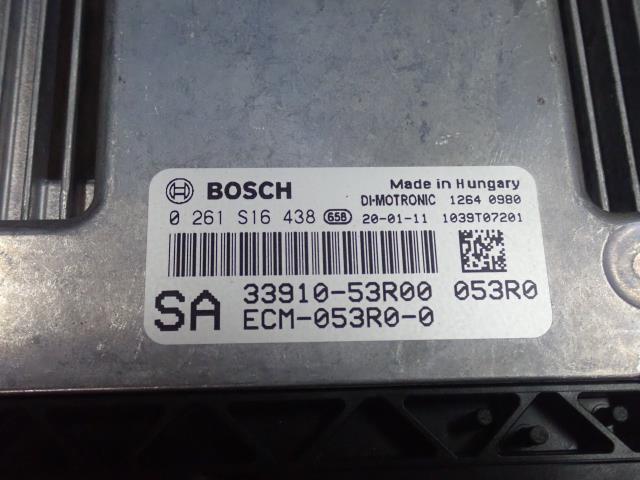 BOSCH Made in Hungary
DI-MOTRONIC 1264 0980
0 261 S16 438 65B 20-01-11 1039T07201
SA 33910-53R00 053R0
ECM-053R0-0